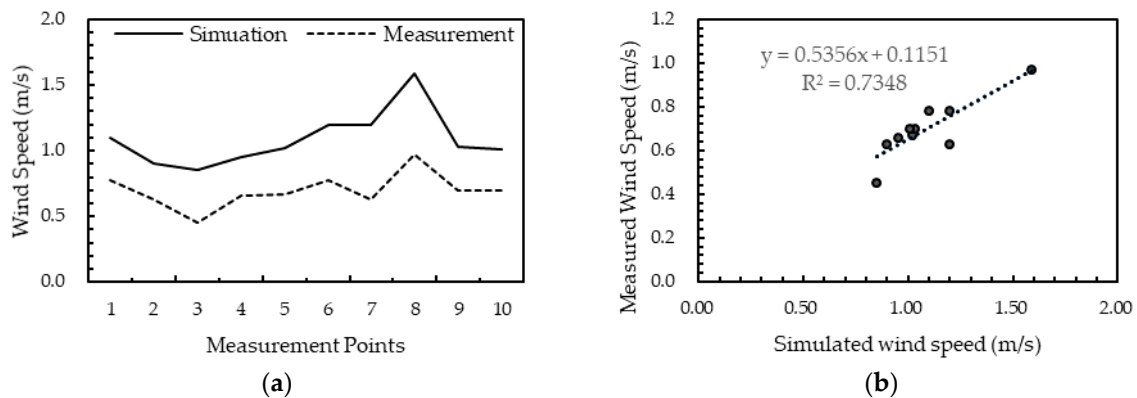 2.0
1.5
1.0
0.5
0.0
Wind Speed (m/s)
Simuation
Measurement
1 2 3 4 5 6 7 8 9 10
Measurement Points
(a)
1.2
1.0
0.8
0.6
0.4
0.2
0.0
Measured Wind Speed (m/s)
y = 0.5356x + 0.1151
R² = 0.7348
0.00 0.50 1.00 1.50 2.00
Simulated wind speed (m/s)
(b)